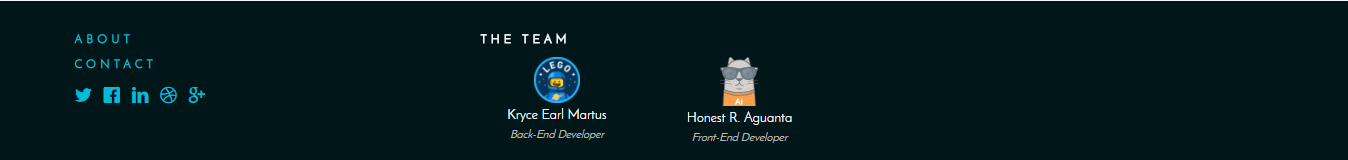 ABOUT
CONTACT
THE TEAM
LEGO
Kryce Earl Martus
Back-End Developer
Ai
Honest R. Aguanta
Front-End Developer